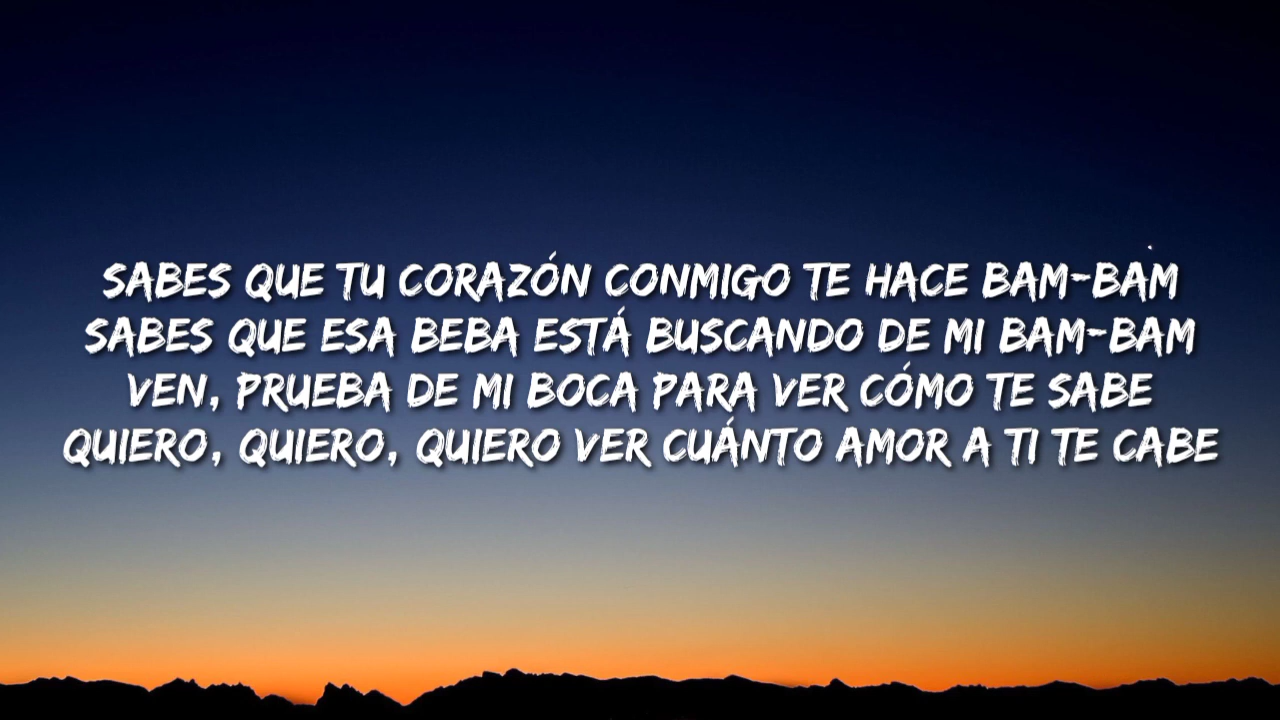 SABES QUE TU CORAZÓN CONMIGO TE HACE BAM-BAM
SABES QUE ESA BEBA ESTÁ BUSCANDO DE MI BAM-BAM
VEN, PRUEBA DE MI BOCA PARA VER CÓMO TE SABE
QUIERO, QUIERO, QUIERO VER CUÁNTO AMOR A TI TE CABE